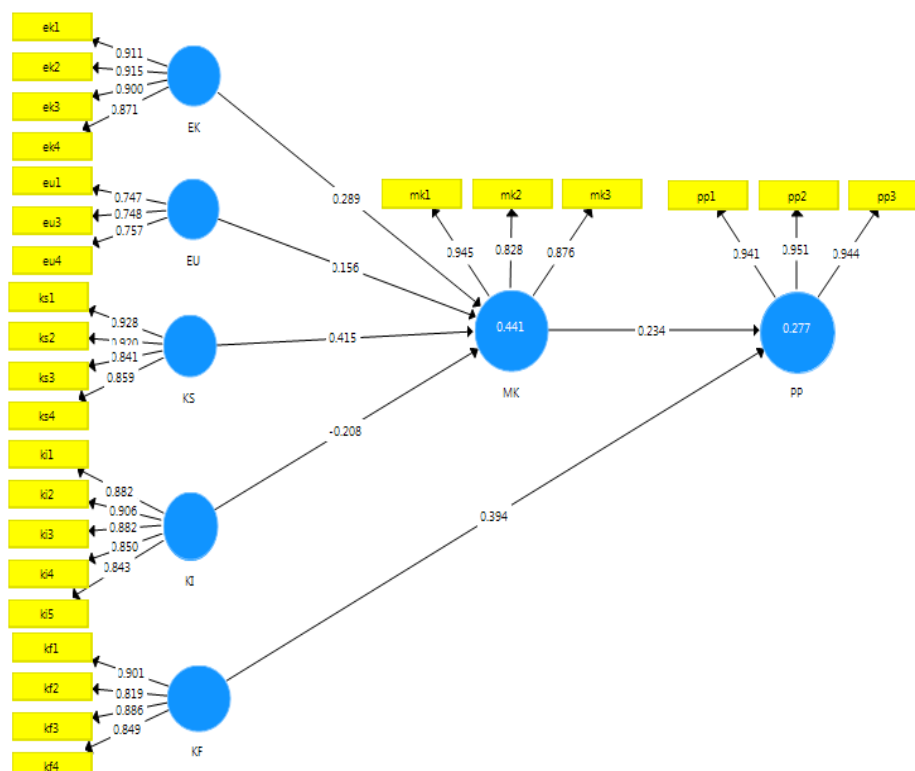 ek1
ek2
ek3
ek4
0.911
0.915
0.900
0.871
EK
eu1
eu3
eu4
0.747
0.748
0.757
EU
ks1
ks2
ks3
ks4
0.928
0.920
0.841
0.859
KS
ki1
ki2
ki3
ki4
ki5
0.882
0.906
0.882
0.850
0.843
KI
kf1
kf2
kf3
kf4
0.901
0.819
0.886
0.849
KF
0.289
0.156
0.415
-0.208
0.394
mk1
mk2
mk3
0.945
0.828
0.876
0.441
MK
0.234
pp1
pp2
pp3
0.941
0.951
0.944
0.277
PP